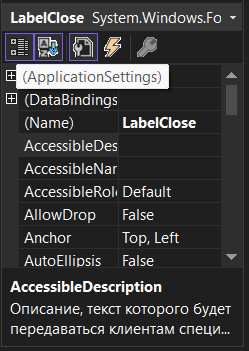 LabelClose System.Windows.Fo
(ApplicationSettings)
(DataBindings
(Name) LabelClose
AccessibleDes
AccessibleNar
AccessibleRole Default
AllowDrop False
Anchor Top, Left
AutoEllipsis False
AccessibleDescription
Описание, текст которого будет
передаваться клиентам специ...